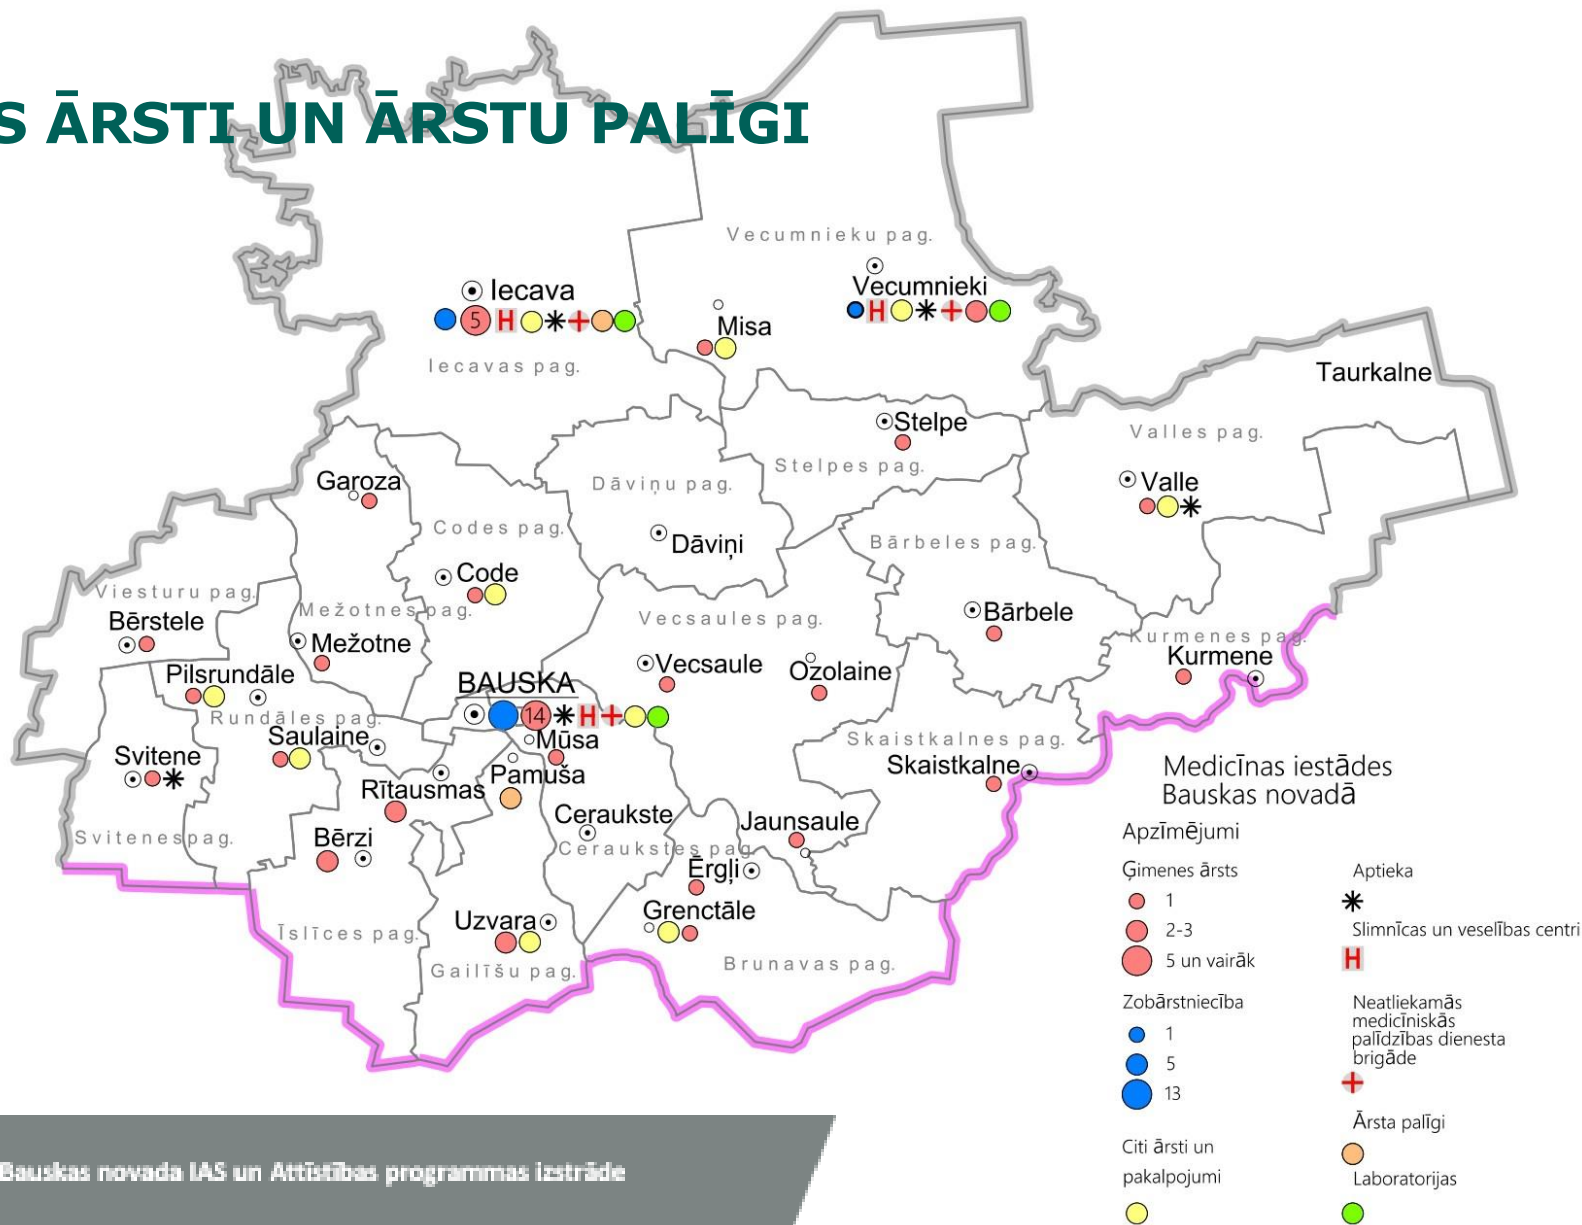 S ĀRSTI UN ĀRSTU PALĪGI
Vecumnieku pag.
Iecava
Vecumnieki
5 H
H
Misa
Iecavas pag.
Taurkalne
Stelpe
Valles pag.
Stelpes pag.
Garoza
Dāviņu pag.
Valle
Codes pag.
Dāviņi
Bārbeles pag.
Code
Viesturu pag.
Mežotnes pag.
Bārbele
Bērstele
Vecsaules pag.
Mežotne
Kurmenes pag.
Vecsaule
Ozolaine
Kurmene
Pilsrundāle
BAUSKA
Rundāles pag.
14 H
Saulaine
Mūsa
Skaistkalnes pag.
Svitene
Skaistkalne
Pamuša
Rītausmas
Ceraukste
Jaunsaule
Svitenes pag.
Bērzi
Ceraukstes pag.
Ērgļi
Grenctāle
Uzvara
Īslīces pag.
Gailīšu pag.
Brunavas pag.
Medicīnas iestādes
Bauskas novadā
Apzīmējumi
Ģimenes ārsts
1
2-3
5 un vairāk
Zobārstniecība
1
5
13
Citi ārsti un
pakalpojumi
Aptieka
Slimnīcas un veselības centri
H
Neatliekamās
medicīniskās
palīdzības dienesta
brigāde
Ārsta palīgi
Laboratorijas
Bauskas novada IAS un Attīstības programmas izstrāde